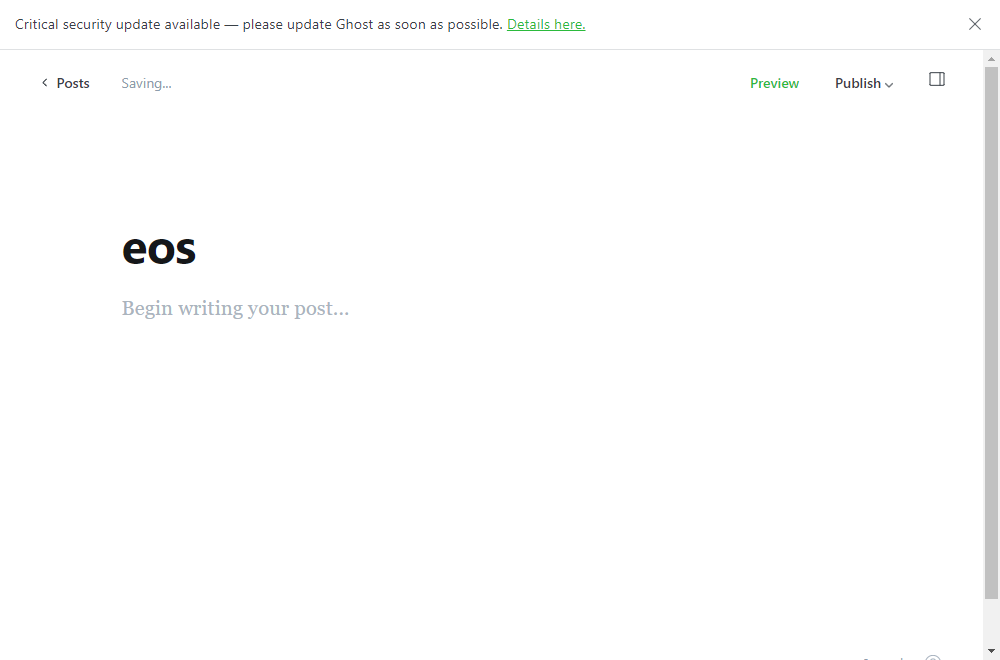 Critical security update available — please update Ghost as soon as possible. Details here.
Posts
Saving...
Preview
Publish
eos
Begin writing your post...